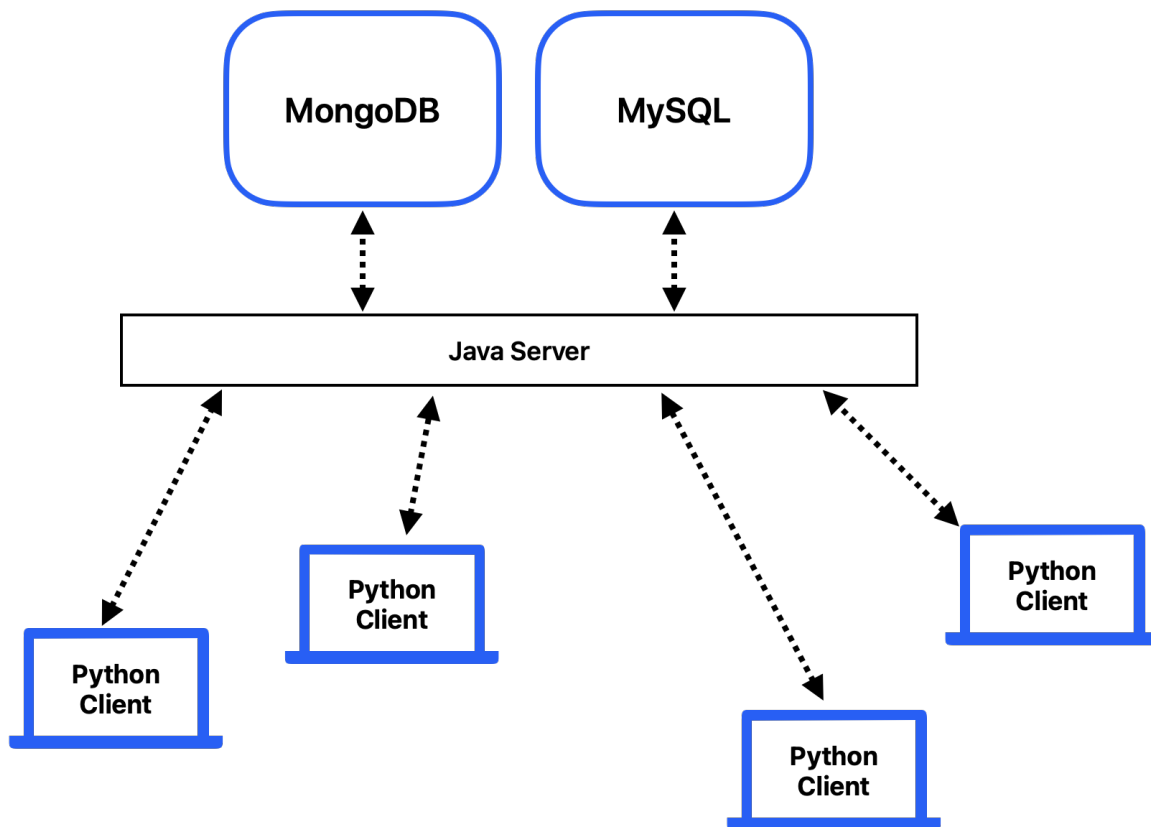 MongoDB
MySQL
Java Server
Python
Client
Python
Client
Python
Client
Python
Client